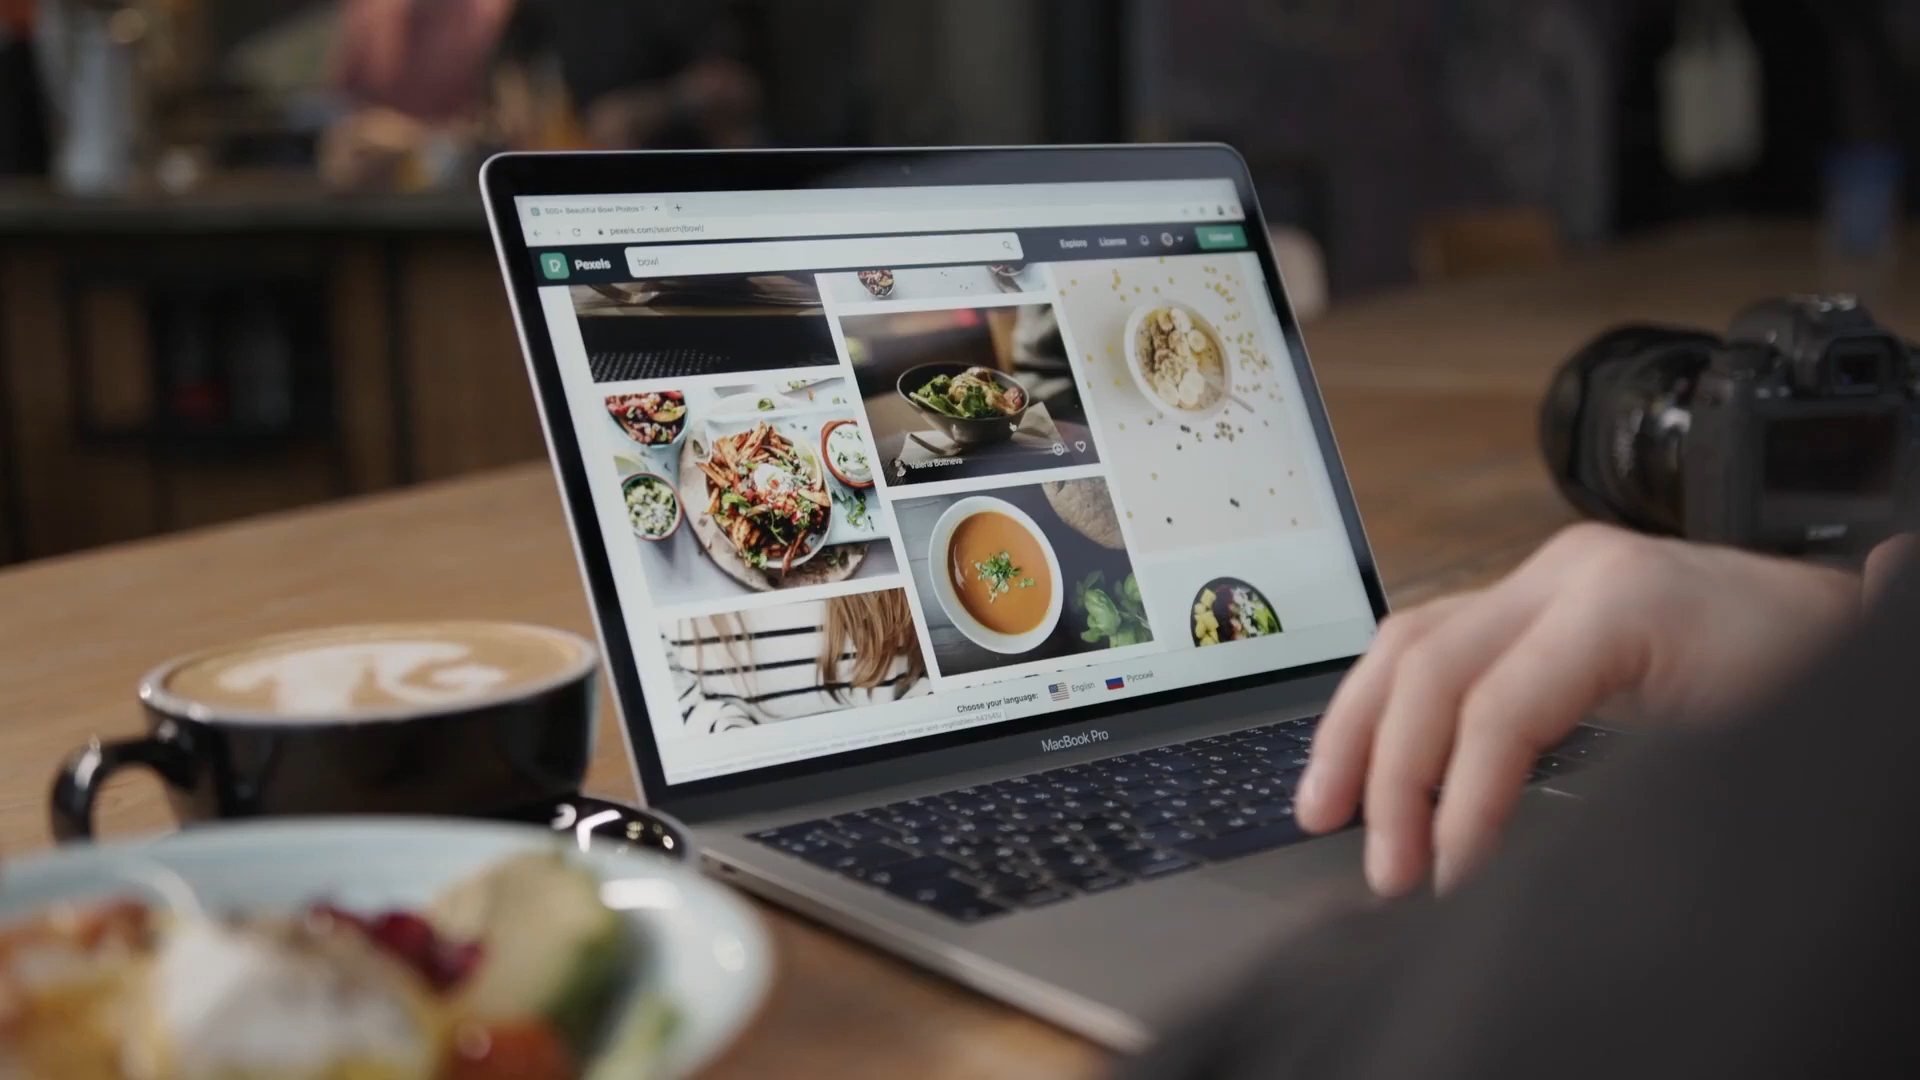 500+ Beautiful Bowl Photos
pexels.com/search/bowl/
Pexels
bowl
Explore
License
Upload
Valeria Boltneva
Choose your language:
English
Русский
MacBook Pro